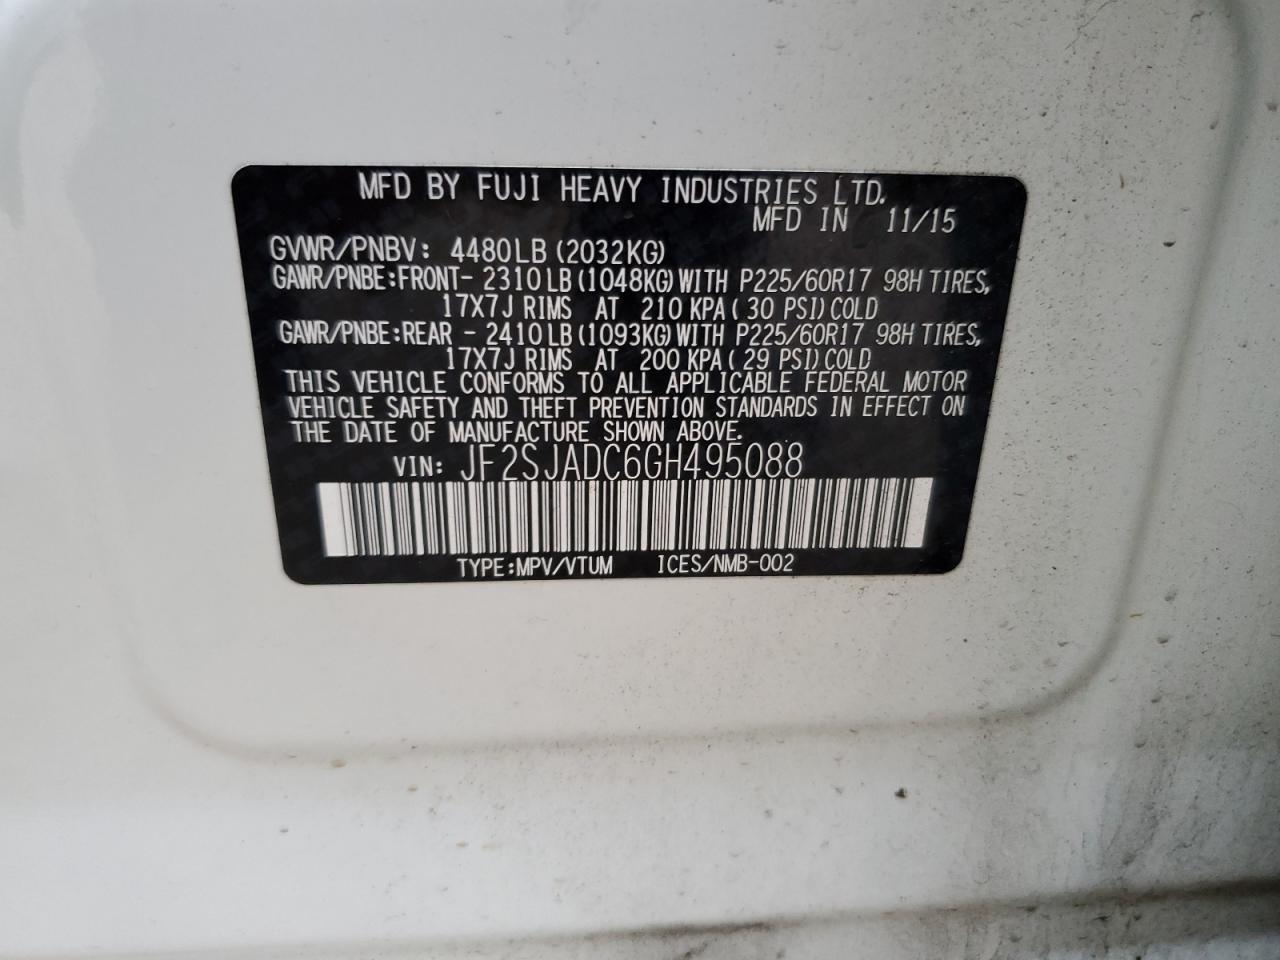 MFD BY FUJI HEAVY INDUSTRIES LTD.
MFD IN 11/15
GVWR/PNBV: 4480LB (2032KG)
GAWR/PNBE:FRONT- 2310LB (1048KG) WITH P225/60R17 98H TIRES,
17X7J RIMS AT 210 KPA ( 30 PSI) COLD
GAWR/PNBE:REAR - 2410LB (1093KG) WITH P225/60R17 98H TIRES,
17X7J RIMS AT 200 KPA ( 29 PSI) COLD
THIS VEHICLE CONFORMS TO ALL APPLICABLE FEDERAL MOTOR
VEHICLE SAFETY AND THEFT PREVENTION STANDARDS IN EFFECT ON
THE DATE OF MANUFACTURE SHOWN ABOVE.
VIN: JF2SJADC6GH495088
TYPE:MPV/VTUM ICES/NMB-002